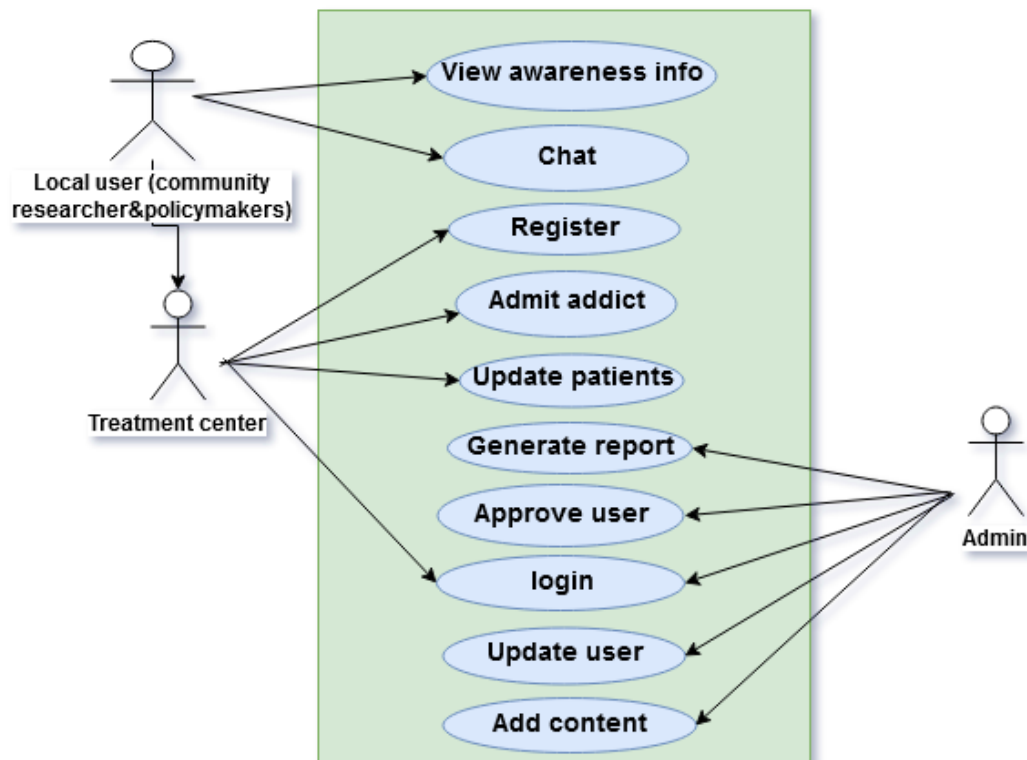 View awareness info
Chat
Local user (community
researcher&policymakers)
Register
Admit addict
Update patients
Treatment center
Generate report
Approve user
Admin
login
Update user
Add content